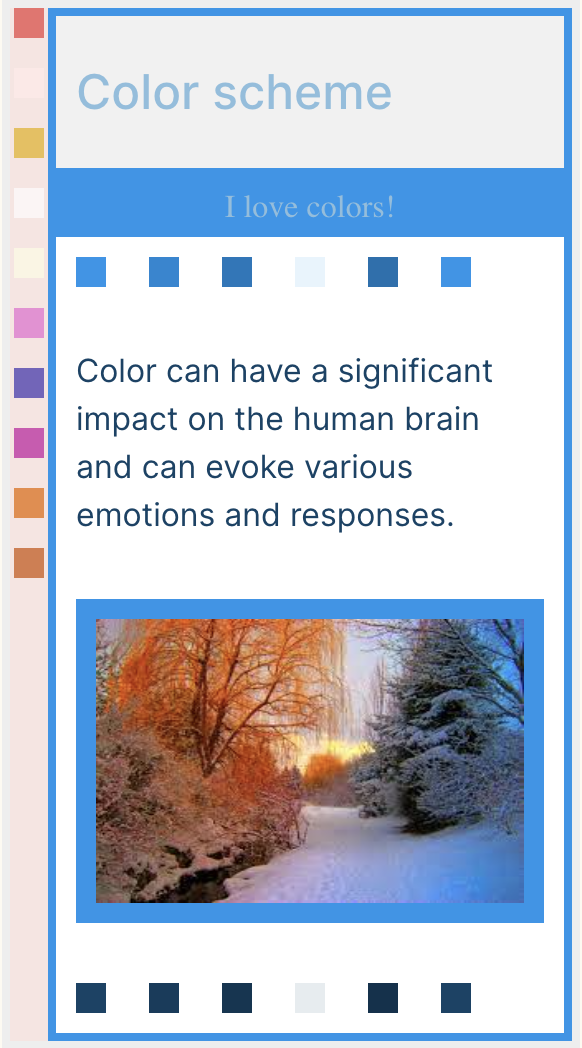 Color scheme
I love colors!
Color can have a significant
impact on the human brain
and can evoke various
emotions and responses.